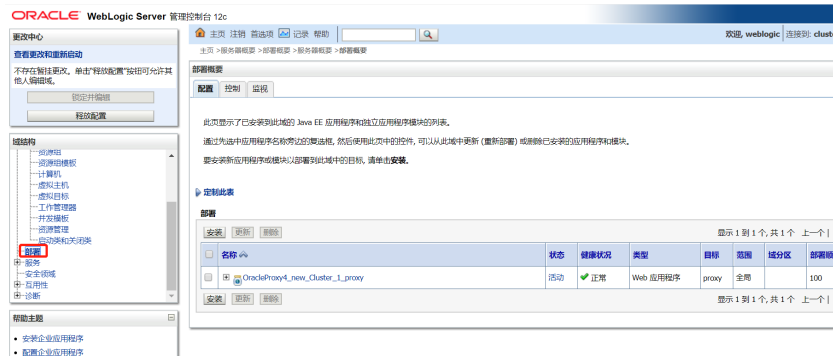 ORACLE WebLogic Server 管理控制台 12c
更改中心
查看更改和重新启动
不存在暂挂更改。单击"释放配置"按钮可允许其
他人编辑域。
锁定并编辑
释放配置
域结构
资源组
资源组模板
计算机
虚拟主机
虚拟目标
工作管理器
并发模板
资源管理
启动类和关闭类
部署
服务
安全领域
互用性
诊断
帮助主题
安装企业应用程序
配置企业应用程序
主页 注销 首选项 记录 帮助
欢迎, weblogic 连接到: cluste
主页 >服务器概要 >部署概要 >服务器概要 >部署概要
部署概要
配置 控制 监视
此页显示了已安装到此域的 Java EE 应用程序和独立应用程序模块的列表。
通过先选中应用程序名称旁边的复选框, 然后使用此页中的控件, 可以从此域中更新 (重新部署) 或删除已安装的应用程序和模块。
要安装新应用程序或模块以部署到此域中的目标, 请单击安装。
定制此表
部署
安装 更新 删除 显示 1 到 1 个, 共 1 个 上一个 |
名称 状态 健康状况 类型 目标 范围 域分区 部署顺
OracleProxy4_new_Cluster_1_proxy 活动 正常 Web 应用程序 proxy 全局 100
安装 更新 删除 显示 1 到 1 个, 共 1 个 上一个 |